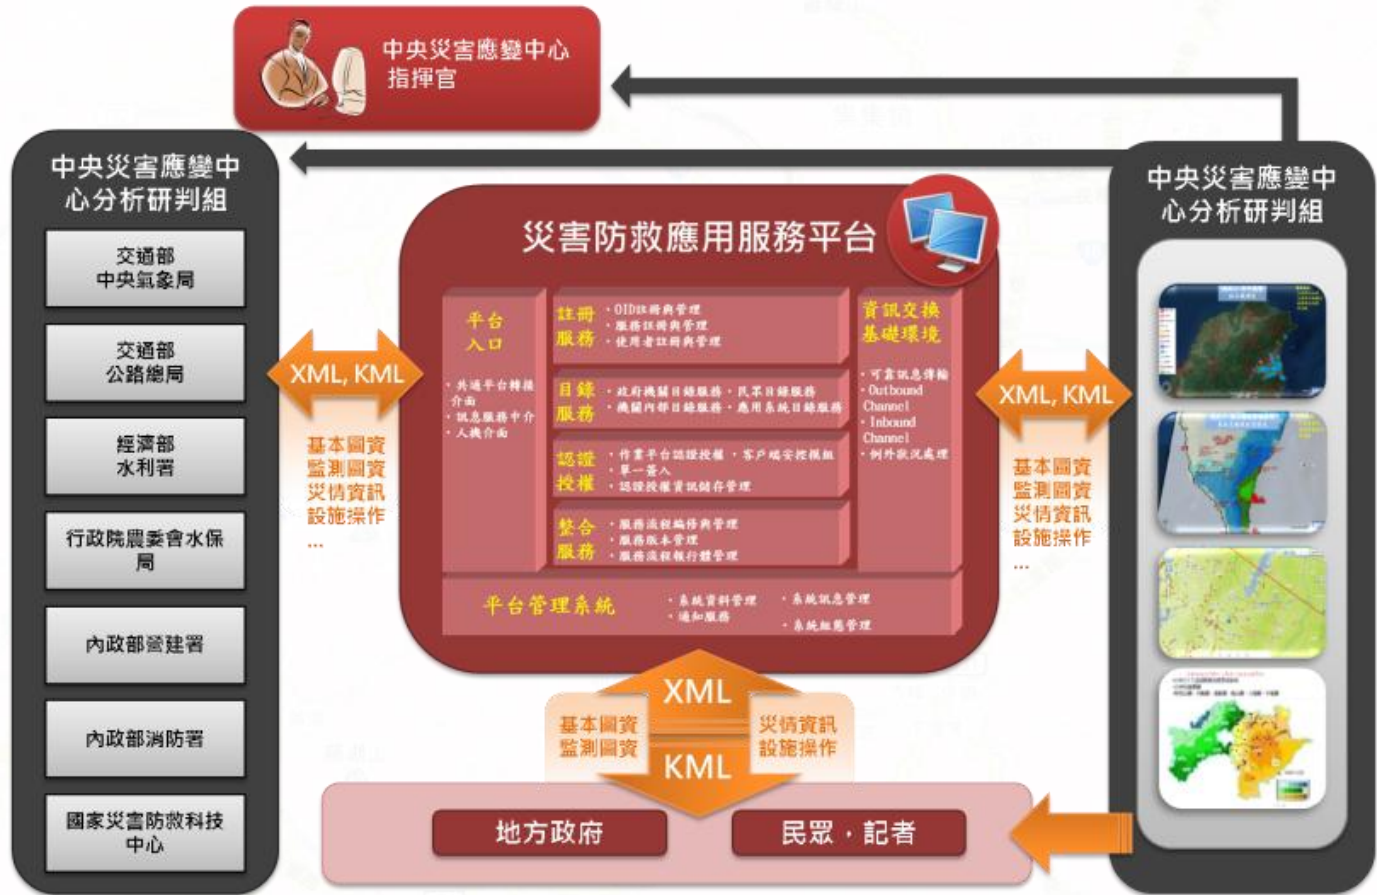 中央災害應變中心
指揮官
中央災害應變中
心分析研判組
交通部
中央氣象局
交通部
公路總局
經濟部
水利署
行政院農委會水保
局
內政部營建署
內政部消防署
國家災害防救科技
中心
XML, KML
基本圖資
監測圖資
災情資訊
設施操作
...
災害防救應用服務平台
平台
入口
・共通平台轉接
介面
・訊息服務中介
・人機介面
註冊
服務
・OID註冊與管理
・服務註冊與管理
・使用者註冊與管理
目錄
服務
・政府機關目錄服務・民眾目錄服務
・機關內部目錄服務・應用系統目錄服務
認證
授權
・作業平台認證授權・客戶端安控模組
・單一簽入
・認證授權資訊儲存管理
整合
服務
・服務流程編修與管理
・服務版本管理
・服務流程執行體管理
資訊交換
基礎環境
・可靠訊息傳輸
・Outbound
Channel
・Inbound
Channel
・例外狀況處理
平台管理系統
・系統資料管理
・通知服務
・系統訊息管理
・系統組態管理
XML, KML
基本圖資
監測圖資
災情資訊
設施操作
...
中央災害應變中
心分析研判組
XML
KML
基本圖資
監測圖資
災情資訊
設施操作
地方政府
民眾・記者